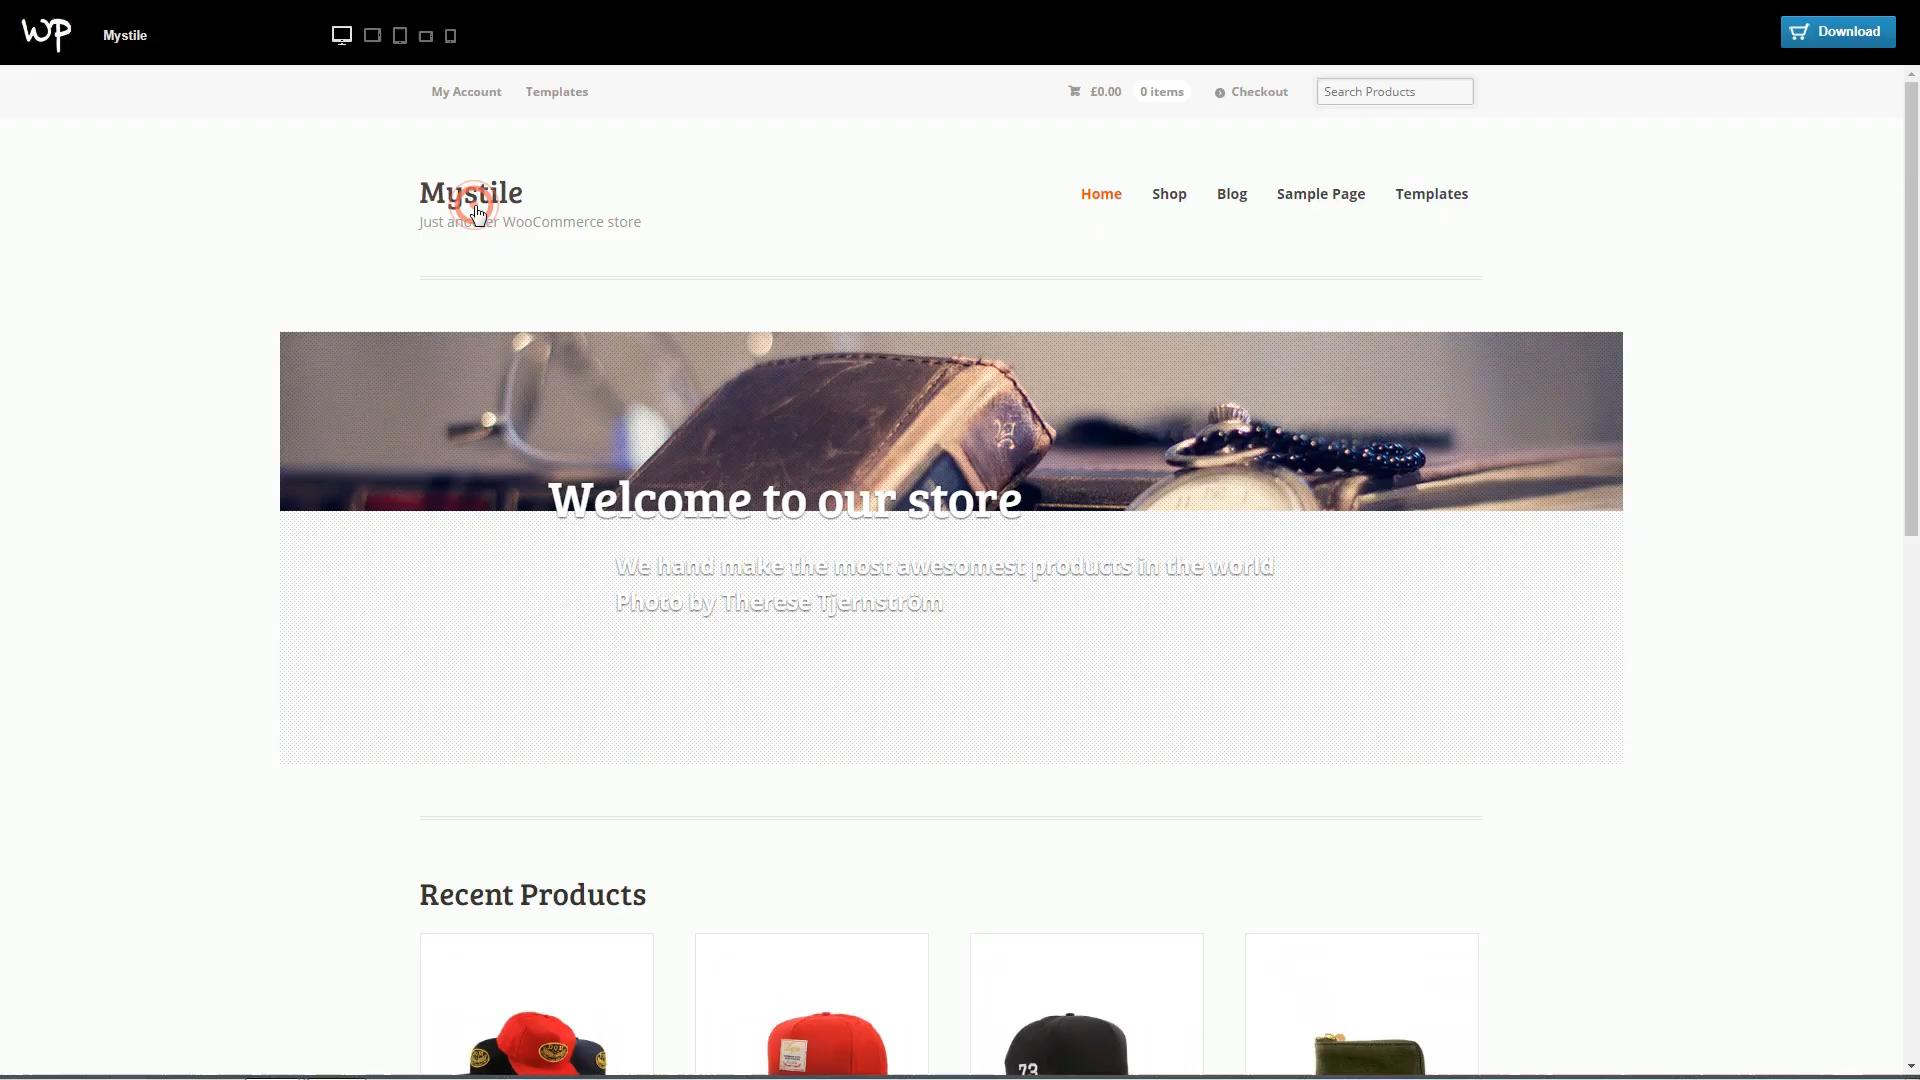 WP Mystile Download
My Account Templates £0.00 0 items Checkout Search Products
Mystile
Just another WooCommerce store
Home Shop Blog Sample Page Templates
Welcome to our store
We hand make the most awesomest products in the world
Photo by Therese Tjernström
Recent Products
73